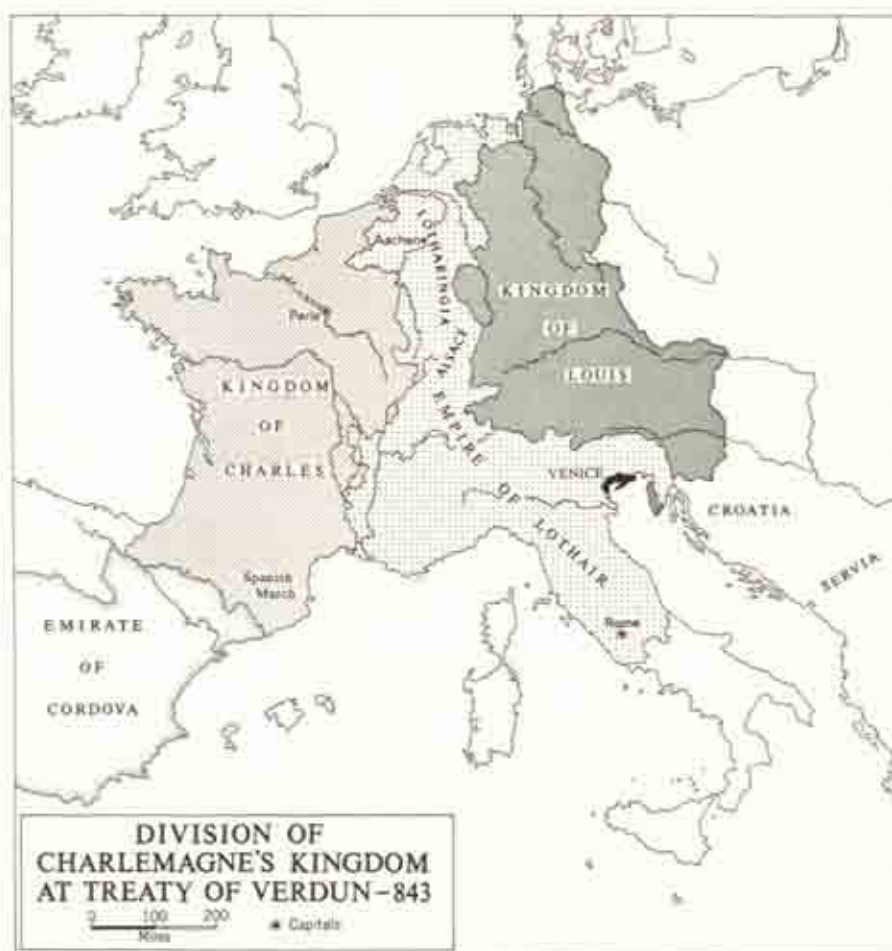 Aachen
LOTHARINGIA
Paris
ALSACE
KINGDOM
OF
LOUIS
KINGDOM
OF
CHARLES
EMPIRE OF LOTHAIR
VENICE
CROATIA
SERVIA
Spanish
March
Rome
EMIRATE
OF
CORDOVA
DIVISION OF
CHARLEMAGNE'S KINGDOM
AT TREATY OF VERDUN-843
0 100 200
Miles
* Capitals